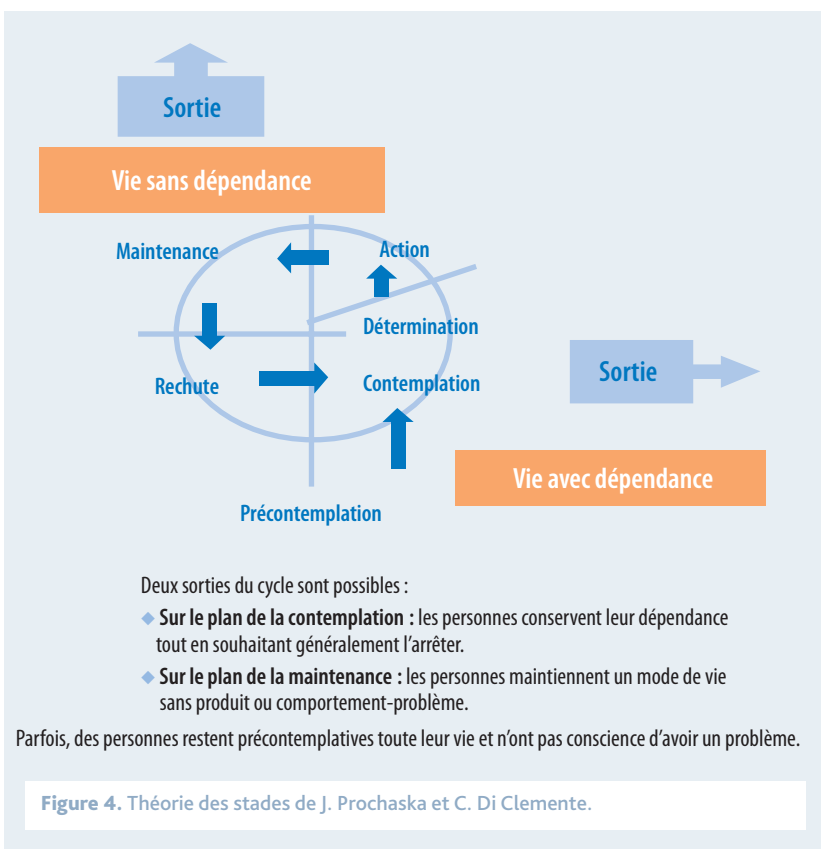 Sortie
Vie sans dépendance
Maintenance
Action
Détermination
Rechute
Contemplation
Sortie
Vie avec dépendance
Précontemplation
Deux sorties du cycle sont possibles :
◆ Sur le plan de la contemplation : les personnes conservent leur dépendance
tout en souhaitant généralement l’arrêter.
◆ Sur le plan de la maintenance : les personnes maintiennent un mode de vie
sans produit ou comportement-problème.
Parfois, des personnes restent précontemplatives toute leur vie et n’ont pas conscience d’avoir un problème.
Figure 4. Théorie des stades de J. Prochaska et C. Di Clemente.